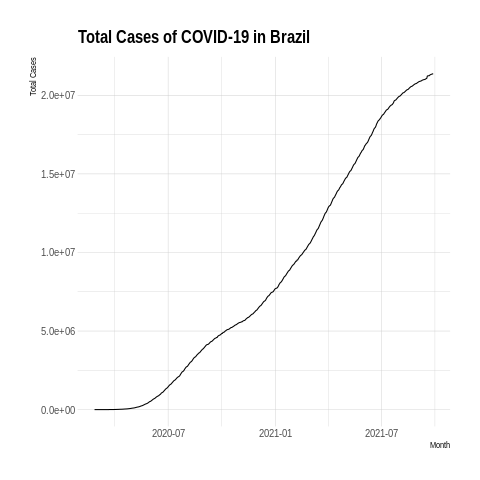 Total Cases of COVID-19 in Brazil
Total Cases
2.0e+07
1.5e+07
1.0e+07
5.0e+06
0.0e+00
2020-07
2021-01
2021-07
Month